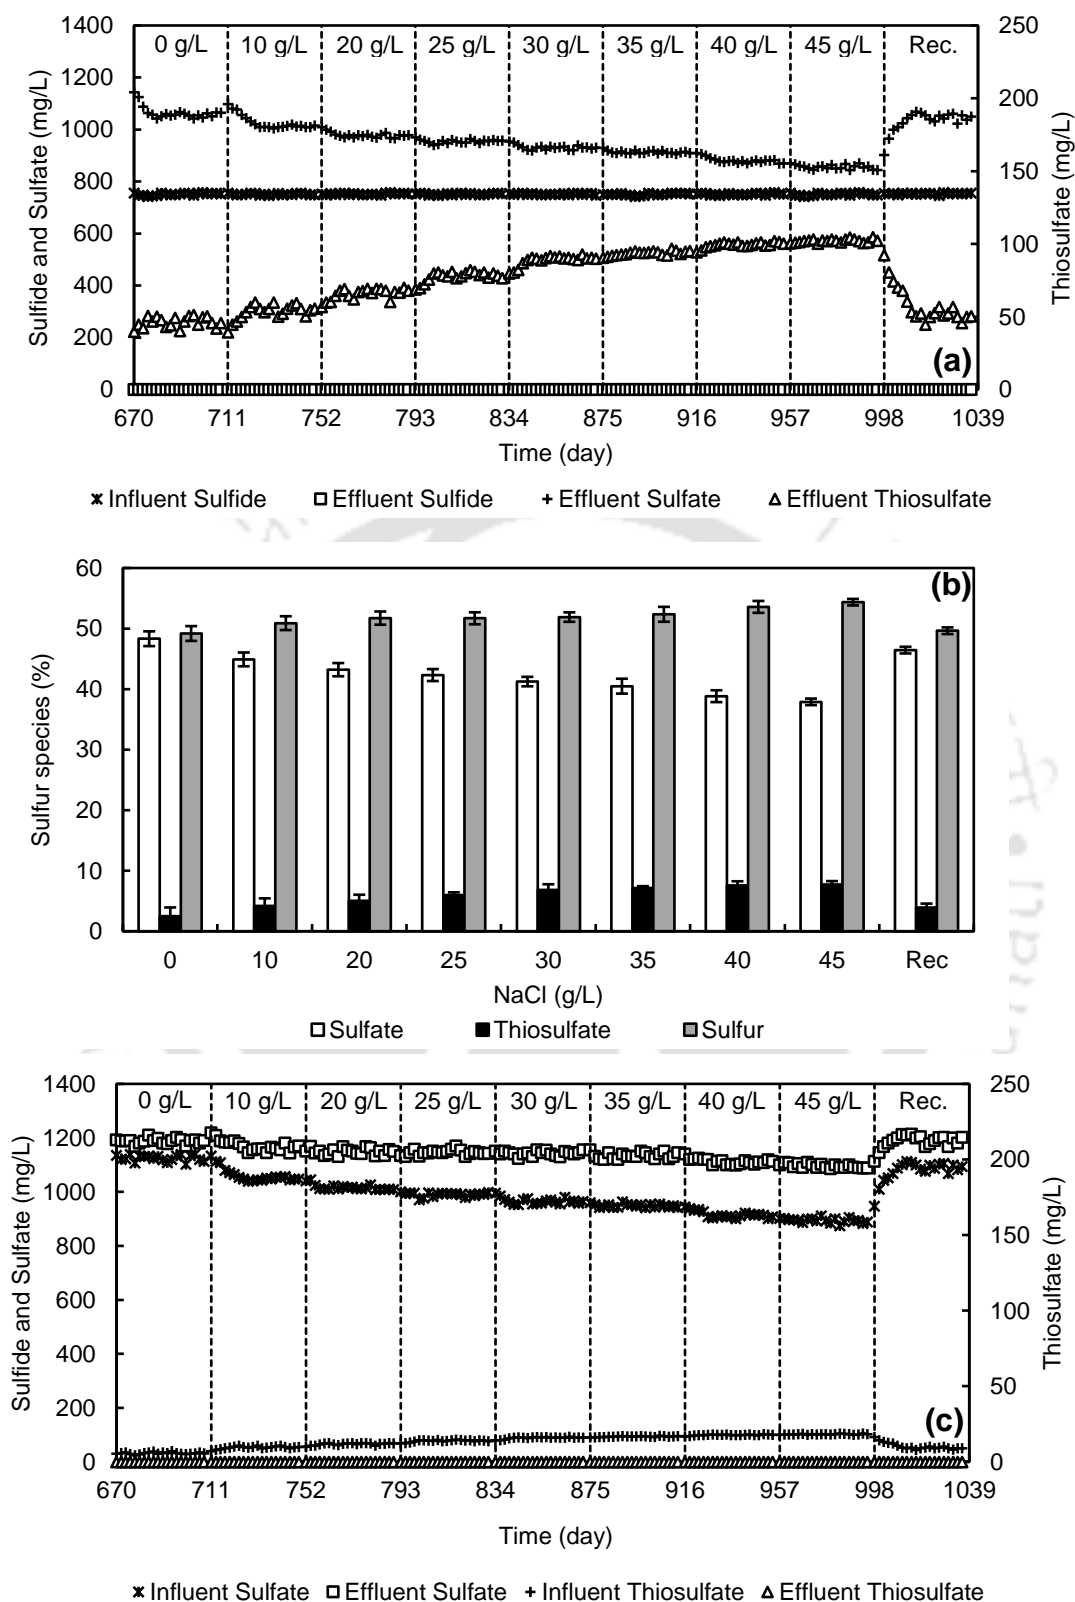 1400 250
0 g/L 10 g/L 20 g/L 25 g/L 30 g/L 35 g/L 40 g/L 45 g/L Rec.
1200
200
1000
150
800
600
100
400
50
200
0 (a) 0
670 711 752 793 834 875 916 957 998 1039
Sulfide and Sulfate (mg/L)
Thiosulfate (mg/L)
Time (day)
Influent Sulfide Effluent Sulfide Effluent Sulfate Effluent Thiosulfate
60
(b)
50
40
30
20
10
0
Sulfur species (%)
0 10 20 25 30 35 40 45 Rec
NaCl (g/L)
Sulfate Thiosulfate Sulfur
1400 250
0 g/L 10 g/L 20 g/L 25 g/L 30 g/L 35 g/L 40 g/L 45 g/L Rec.
1200
200
1000
150
800
600
100
400
50
200
(c)
0 0
670 711 752 793 834 875 916 957 998 1039
Sulfide and Sulfate (mg/L)
Thiosulfate (mg/L)
Time (day)
Influent Sulfate Effluent Sulfate Influent Thiosulfate Effluent Thiosulfate